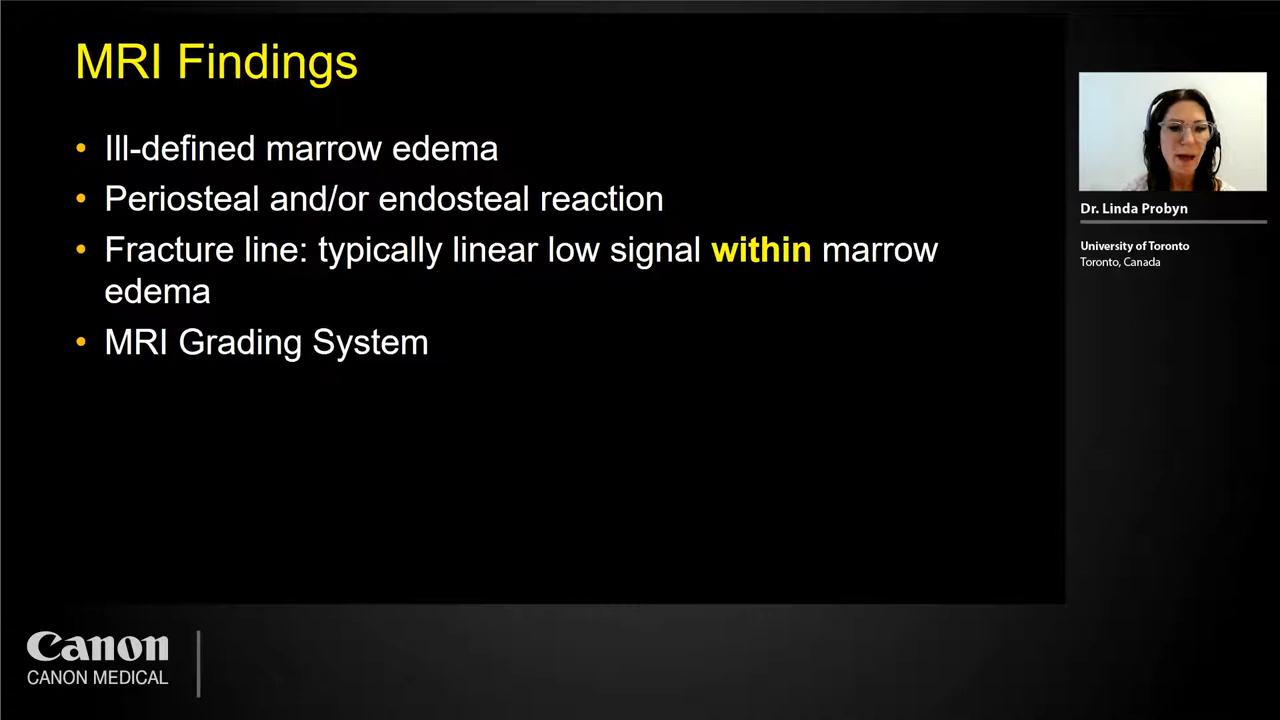 MRI Findings
• Ill-defined marrow edema
• Periosteal and/or endosteal reaction
• Fracture line: typically linear low signal within marrow
edema
• MRI Grading System
Dr. Linda Probyn
University of Toronto
Toronto, Canada
Canon
CANON MEDICAL